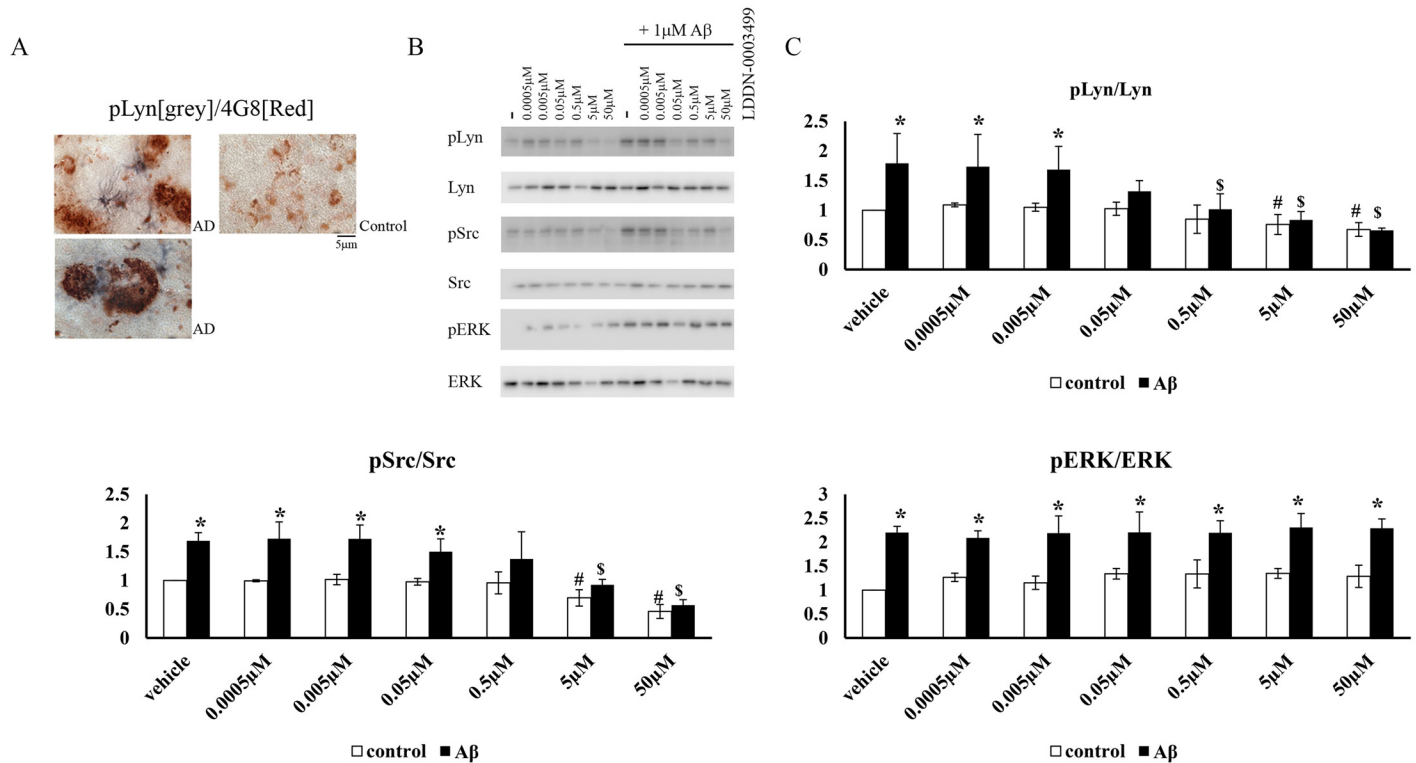 A
pLyn[grey]/4G8[Red]
AD
Control
5µm
AD
B
+ 1µM Aβ
LDDN-0003499
- 0.0005µM 0.005µM 0.05µM 0.5µM 5µM 50µM - 0.0005µM 0.005µM 0.05µM 0.5µM 5µM 50µM
pLyn
Lyn
pSrc
Src
pERK
ERK
C
pLyn/Lyn
2.5
2
1.5
1
0.5
0
* * * $ # $ # $
vehicle 0.0005µM 0.005µM 0.05µM 0.5µM 5µM 50µM
control Aβ
pSrc/Src
2.5
2
1.5
1
0.5
0
* * * * # $ # $
vehicle 0.0005µM 0.005µM 0.05µM 0.5µM 5µM 50µM
control Aβ
pERK/ERK
3
2.5
2
1.5
1
0.5
0
* * * * * * *
vehicle 0.0005µM 0.005µM 0.05µM 0.5µM 5µM 50µM
control Aβ